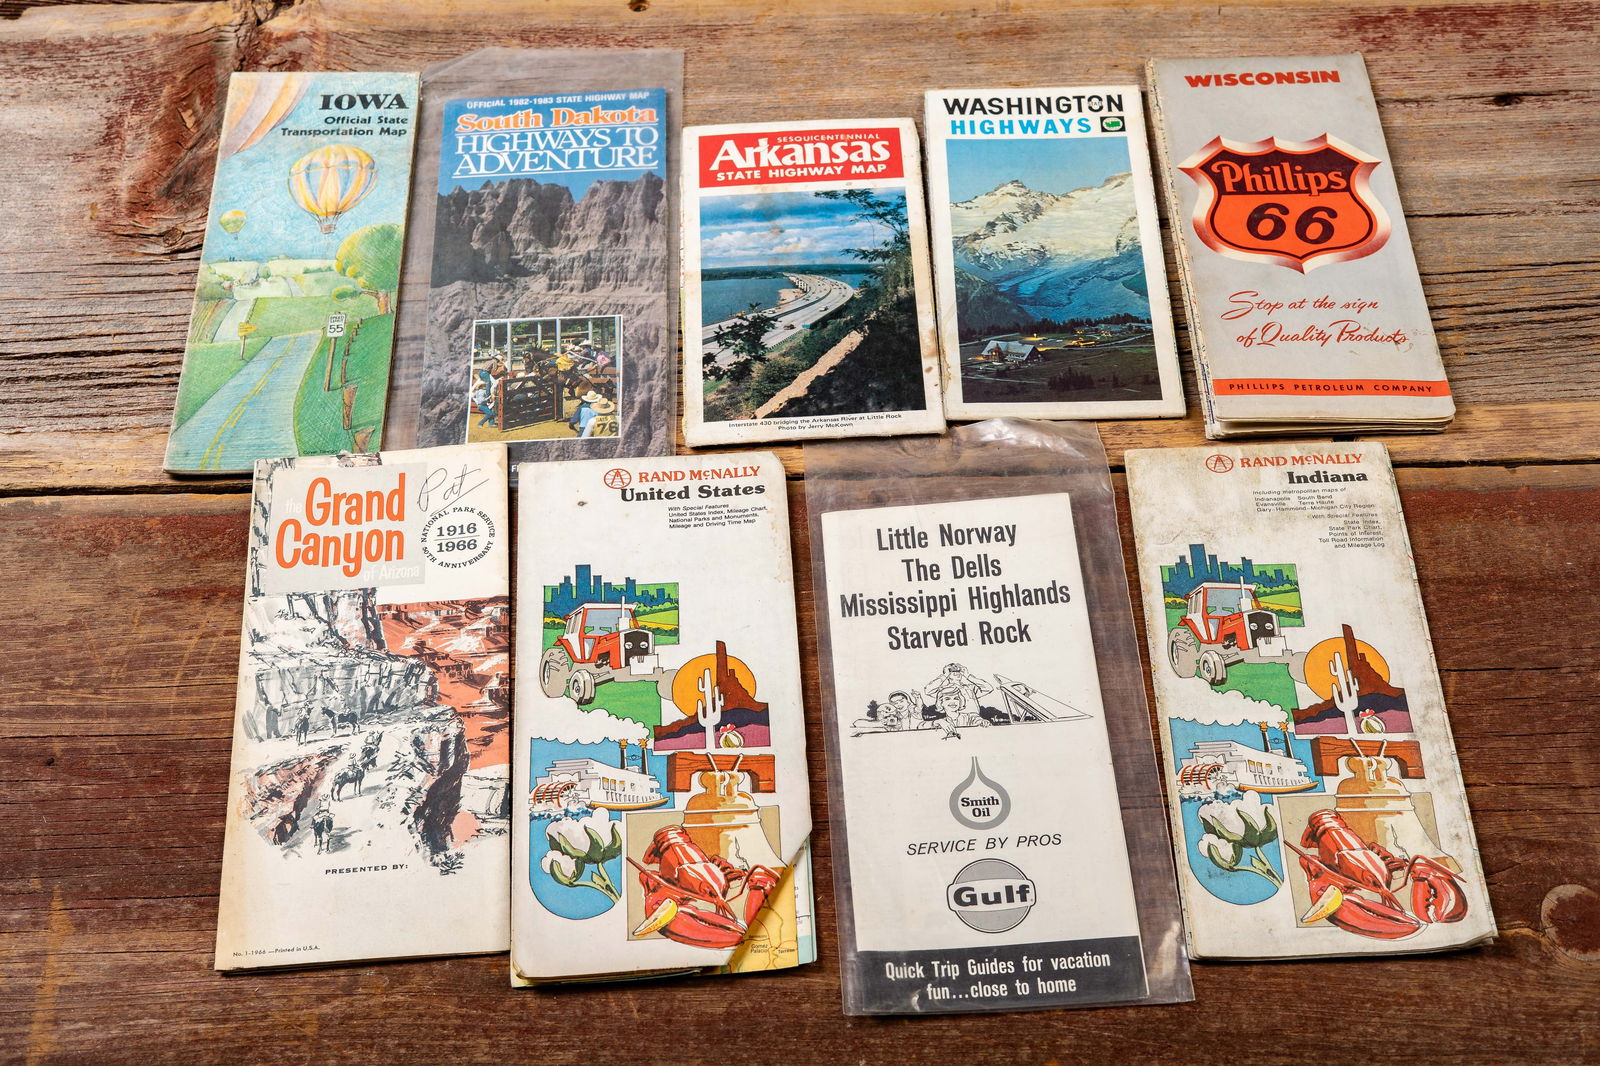 IOWA
Official State
Transportation Map
SPEED
LIMIT
55
OFFICIAL 1982-1983 STATE HIGHWAY MAP
South Dakota
HIGHWAYS TO
ADVENTURE
78
SESQUICENTENNIAL
Arkansas
STATE HIGHWAY MAP
Interstate 430 bridging the Arkansas River at Little Rock
Photo by Jerry McKown
WASHINGTON
HIGHWAYS
WISCONSIN
Phillips
66
Stop at the sign
of Quality Products
PHILLIPS PETROLEUM COMPANY
the
Grand
Canyon
of Arizona
Pat
NATIONAL PARK SERVICE
1916
1966
50TH ANNIVERSARY
PRESENTED BY:
No. 1-1966—Printed in U.S.A.
RAND McNALLY
United States
With Special Features
United States Index, Mileage Chart,
National Parks and Monuments,
Mileage and Driving Time Map
Gomez
Palacio
Torreon
Little Norway
The Dells
Mississippi Highlands
Starved Rock
Smith
Oil
SERVICE BY PROS
Gulf
Quick Trip Guides for vacation
fun...close to home
RAND McNALLY
Indiana
Including metropolitan maps of
Indianapolis South Bend
Evansville Terre Haute
Gary-Hammond-Michigan City Region
With Special Features
State Index,
State Park Chart,
Points of Interest,
Toll Road Information
and Mileage Log